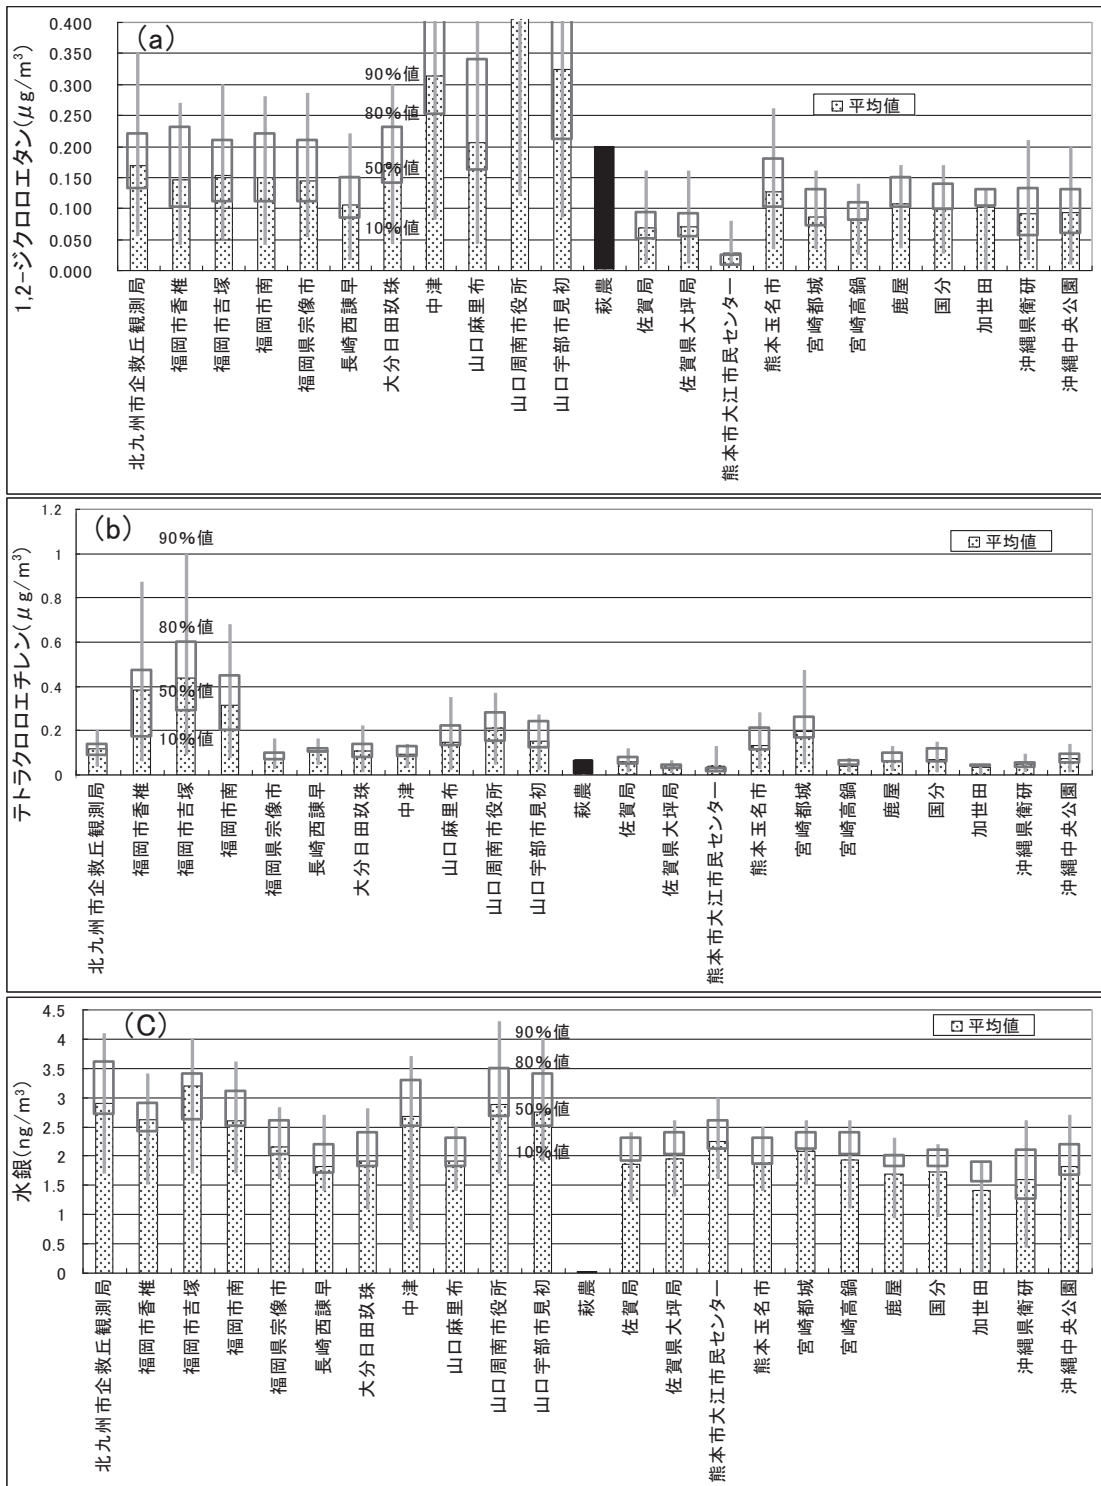 (a)
1,2-ジクロロエタン(μg/m³)
0.400
0.350
0.300
0.250
0.200
0.150
0.100
0.050
0.000
90%値
80%値
50%値
10%値
平均値
北九州市企救丘観測局
福岡市香椎
福岡市吉塚
福岡市南
福岡県宗像市
長崎西諫早
大分日田玖珠
中津
山口麻里布
山口周南市役所
山口宇部市見初
萩農
佐賀局
佐賀県大坪局
熊本市大江市民センター
熊本玉名市
宮崎都城
宮崎高鍋
鹿屋
国分
加世田
沖縄県衛研
沖縄中央公園
(b)
テトラクロロエチレン(μg/m³)
1.2
1
0.8
0.6
0.4
0.2
0
90%値
80%値
50%値
10%値
平均値
北九州市企救丘観測局
福岡市香椎
福岡市吉塚
福岡市南
福岡県宗像市
長崎西諫早
大分日田玖珠
中津
山口麻里布
山口周南市役所
山口宇部市見初
萩農
佐賀局
佐賀県大坪局
熊本市大江市民センター
熊本玉名市
宮崎都城
宮崎高鍋
鹿屋
国分
加世田
沖縄県衛研
沖縄中央公園
(C)
水銀(ng/m³)
4.5
4
3.5
3
2.5
2
1.5
1
0.5
0
90%値
80%値
50%値
10%値
平均値
北九州市企救丘観測局
福岡市香椎
福岡市吉塚
福岡市南
福岡県宗像市
長崎西諫早
大分日田玖珠
中津
山口麻里布
山口周南市役所
山口宇部市見初
萩農
佐賀局
佐賀県大坪局
熊本市大江市民センター
熊本玉名市
宮崎都城
宮崎高鍋
鹿屋
国分
加世田
沖縄県衛研
沖縄中央公園